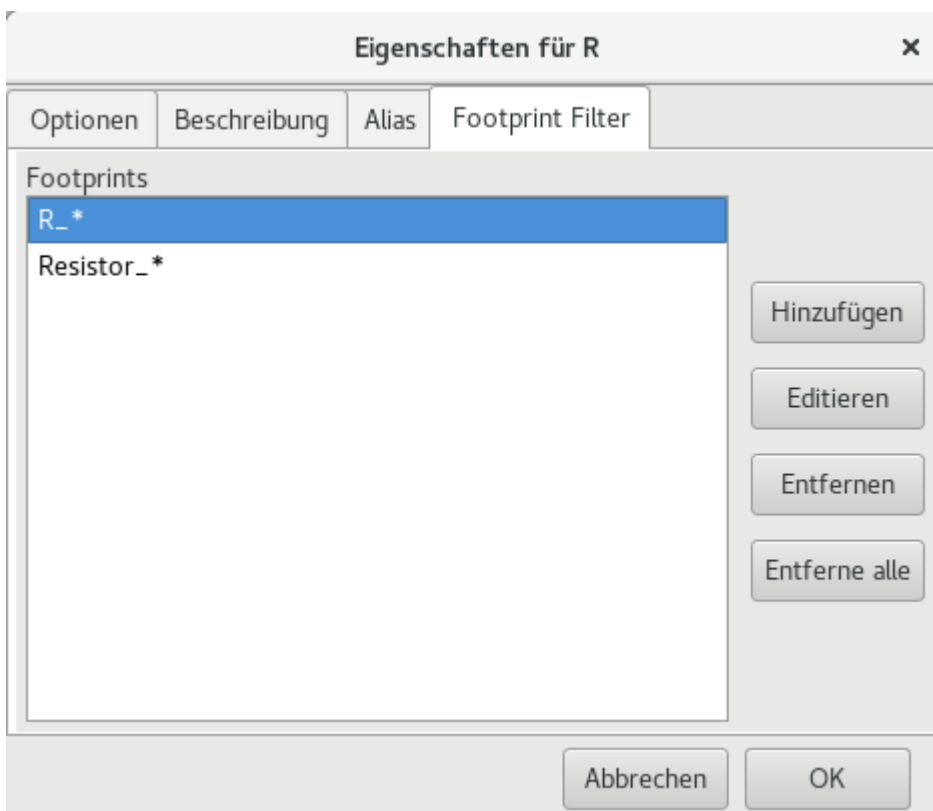 Eigenschaften für R
Optionen Beschreibung Alias Footprint Filter
Footprints
R_*
Resistor_*
Hinzufügen
Editieren
Entfernen
Entferne alle
Abbrechen OK